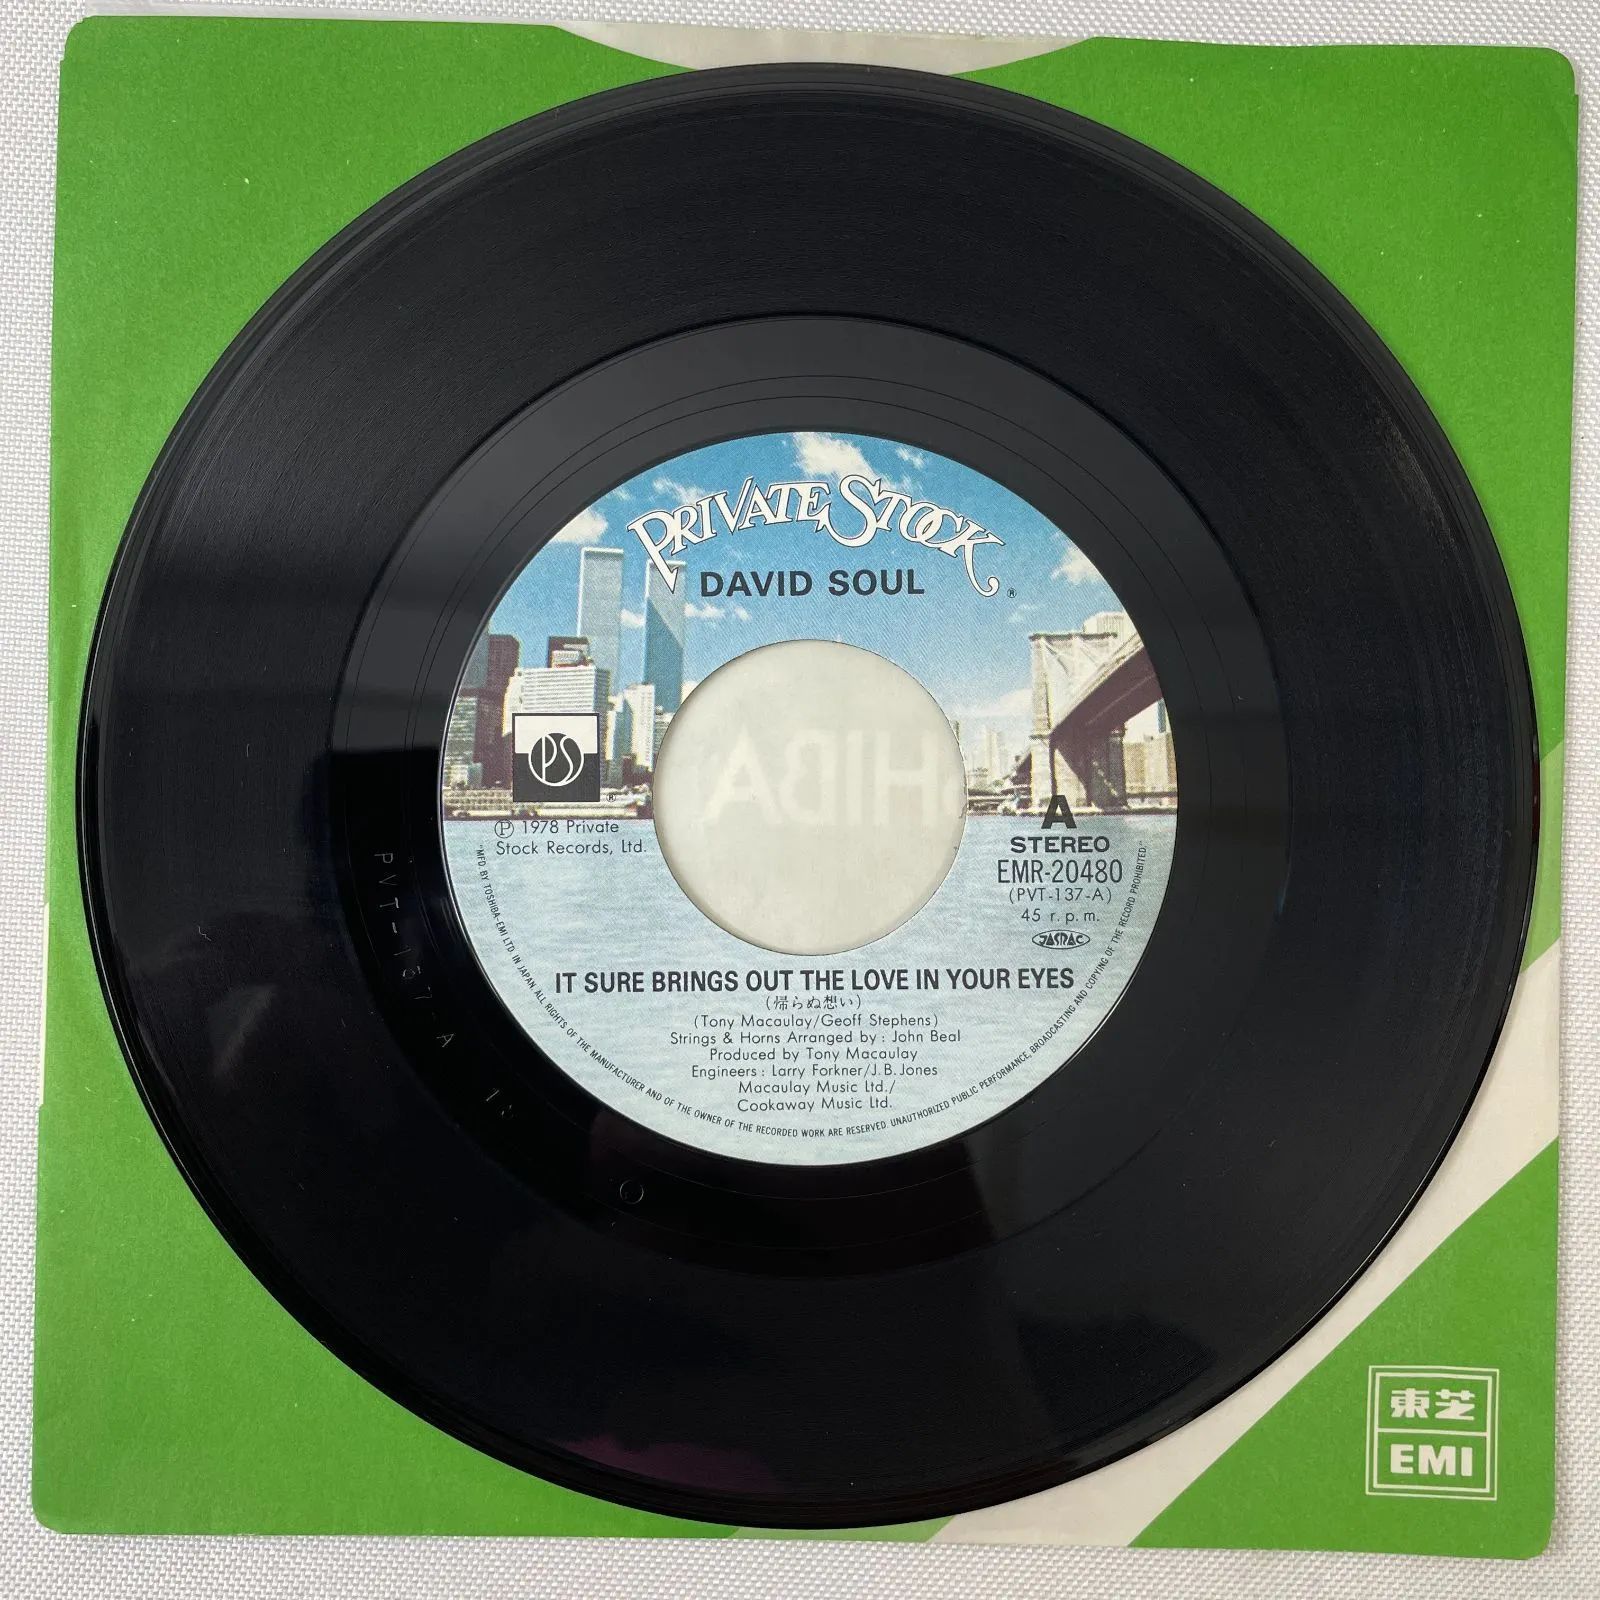 PRIVATE STOCK ®
DAVID SOUL
PS ®
Ⓟ 1978 Private
Stock Records, Ltd.
HIBA
A
STEREO
EMR-20480
(PVT-137-A)
45 r.p.m.
JASRAC
IT SURE BRINGS OUT THE LOVE IN YOUR EYES
(帰らぬ想い)
(Tony Macaulay/Geoff Stephens)
Strings & Horns Arranged by : John Beal
Produced by Tony Macaulay
Engineers : Larry Forkner/J.B.Jones
Macaulay Music Ltd./
Cookaway Music Ltd.
"MFD. BY TOSHIBA-EMI LTD. IN JAPAN. ALL RIGHTS OF THE MANUFACTURER AND OF THE OWNER OF THE RECORDED WORK ARE RESERVED. UNAUTHORIZED PUBLIC PERFORMANCE, BROADCASTING AND COPYING OF THE RECORD PROHIBITED."
東芝
EMI